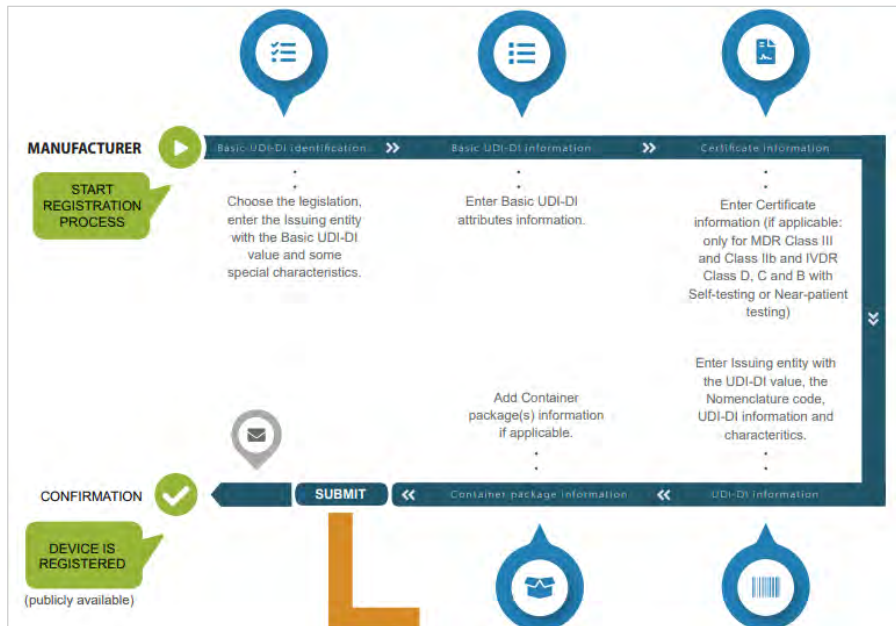 MANUFACTURER
Basic UDI-DI identification
Basic UDI-DI information
Certificate information
START
REGISTRATION
PROCESS
Choose the legislation,
enter the Issuing entity
with the Basic UDI-DI
value and some
special characteristics.
Enter Basic UDI-DI
attributes information.
Enter Certificate
information (if applicable:
only for MDR Class III
and Class IIb and IVDR
Class D, C and B with
Self-testing or Near-patient
testing)
Enter Issuing entity with
the UDI-DI value, the
Nomenclature code,
UDI-DI information and
characteritics.
Add Container
package(s) information
if applicable.
CONFIRMATION
SUBMIT
Container package information
UDI-DI information
DEVICE IS
REGISTERED
(publicly available)